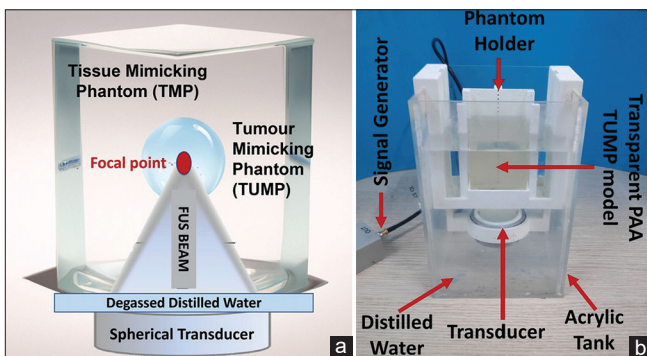 Tissue Mimicking
Phantom (TMP)
Focal point
Tumour
Mimicking
Phantom
(TUMP)
FUS BEAM
Degassed Distilled Water
Spherical Transducer
a
Phantom
Holder
Signal Generator
Transparent PAA
TUMP model
Distilled
Water
Transducer
Acrylic
Tank
b